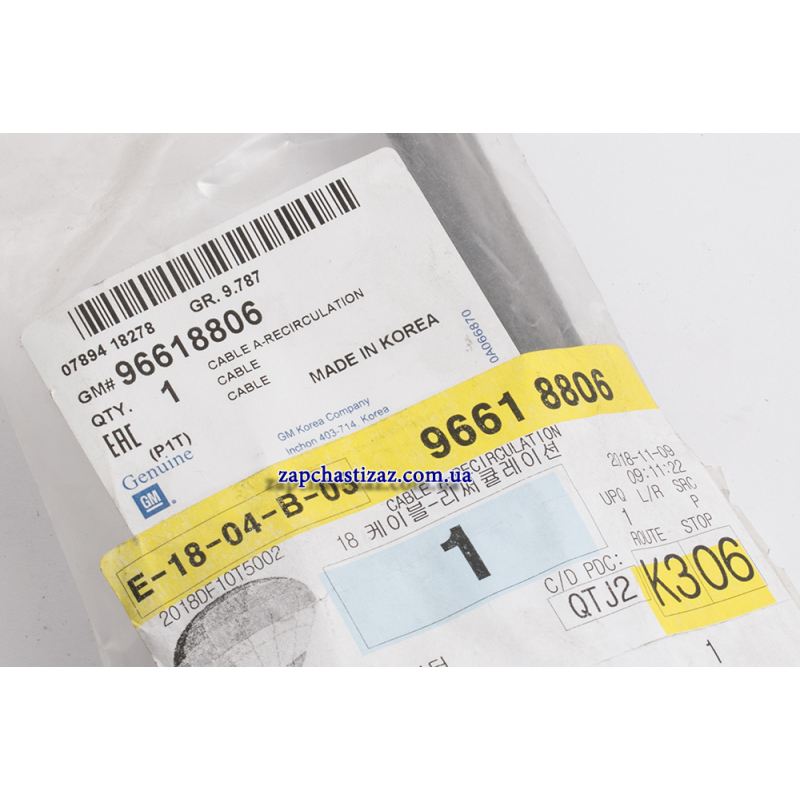 07894 18278
GR. 9.787
GM# 96618806
QTY. 1
CABLE A-RECIRCULATION
CABLE
CABLE
MADE IN KOREA
EAC
(P1T)
Genuine
GM
GM Korea Company
Inchon 403-714, Korea
0A066870
9661 8806
zapchastizaz.com.ua
E-18-04-B-03
CABLE A-RECIRCULATION
18 케이블-리써큘레이션
2018-11-09
09:11:22
UPQ L/R SRC
1 P
2018DF10T5002
1
ROUTE STOP
C/D PDC:
QTJ2
K306
1